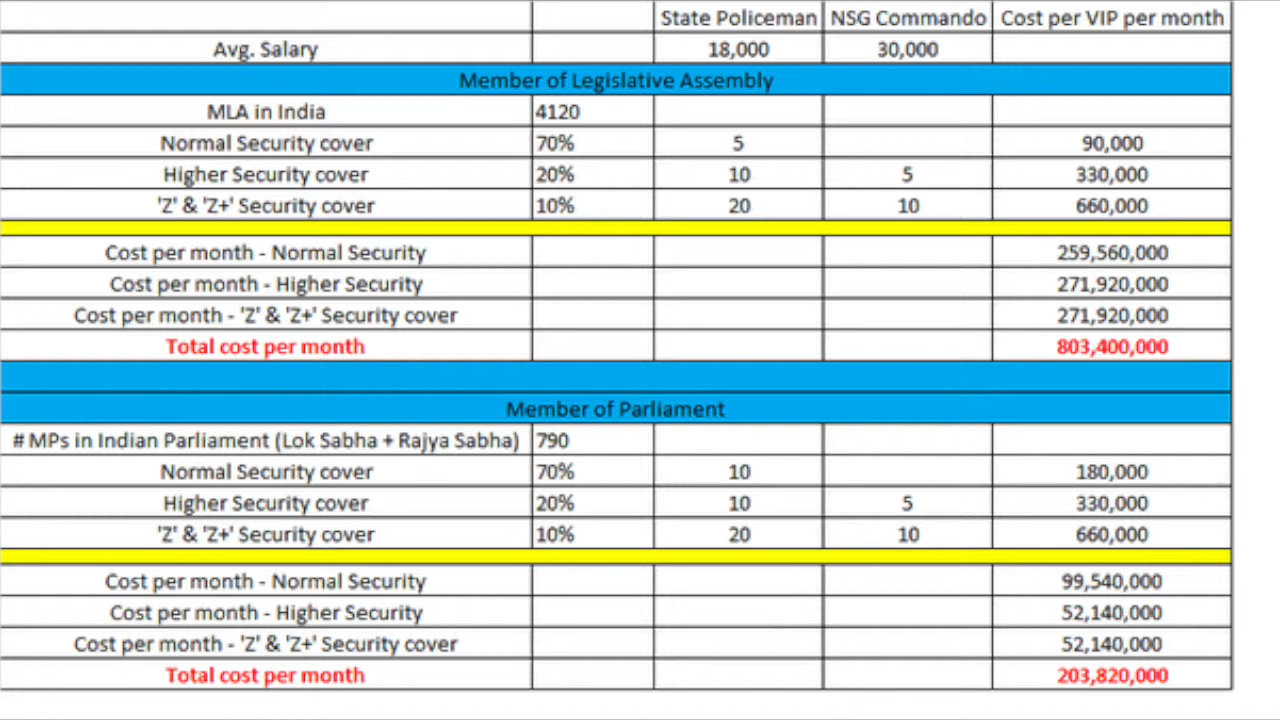 State Policeman NSG Commando Cost per VIP per month
Avg. Salary 18,000 30,000
Member of Legislative Assembly
MLA in India 4120
Normal Security cover 70% 5 90,000
Higher Security cover 20% 10 5 330,000
'Z' & 'Z+' Security cover 10% 20 10 660,000
Cost per month - Normal Security 259,560,000
Cost per month - Higher Security 271,920,000
Cost per month - 'Z' & 'Z+' Security cover 271,920,000
Total cost per month 803,400,000
Member of Parliament
# MPs in Indian Parliament (Lok Sabha + Rajya Sabha) 790
Normal Security cover 70% 10 180,000
Higher Security cover 20% 10 5 330,000
'Z' & 'Z+' Security cover 10% 20 10 660,000
Cost per month - Normal Security 99,540,000
Cost per month - Higher Security 52,140,000
Cost per month - 'Z' & 'Z+' Security cover 52,140,000
Total cost per month 203,820,000